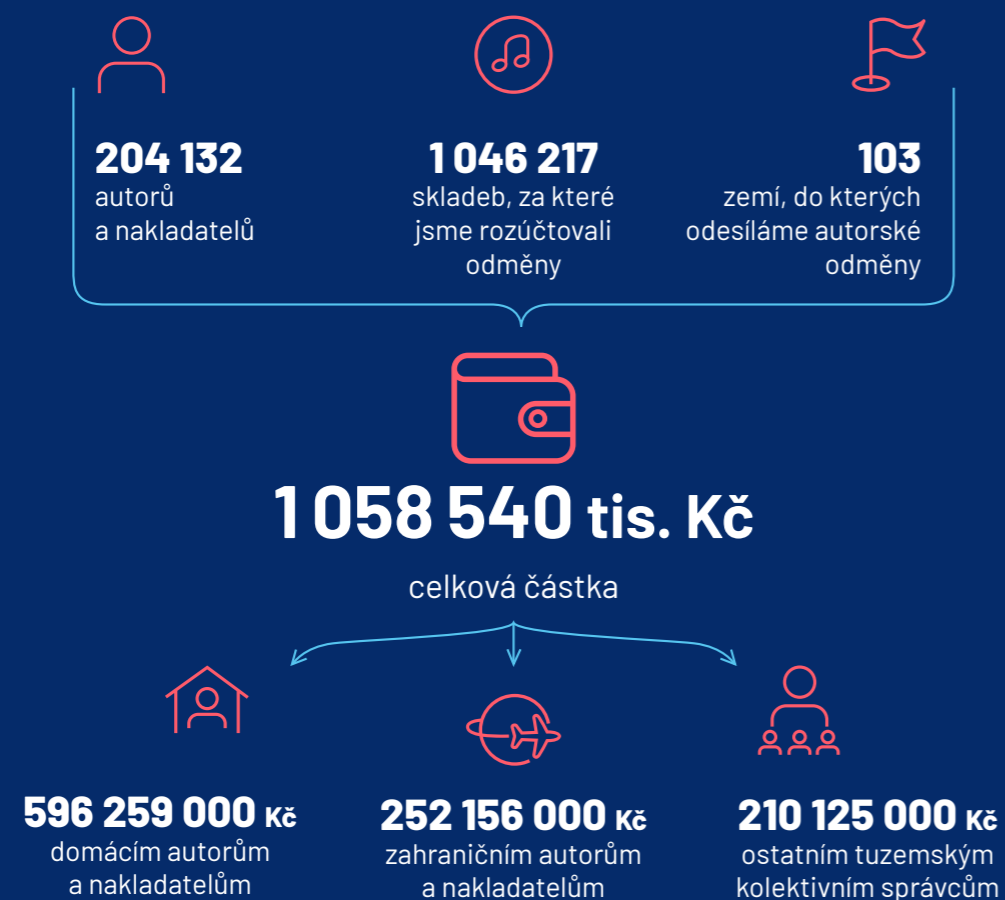 204 132
autorů
a nakladatelů
1 046 217
skladeb, za které
jsme rozúčtovali
odměny
103
zemí, do kterých
odesíláme autorské
odměny
1 058 540 tis. Kč
celková částka
596 259 000 Kč
domácím autorům
a nakladatelům
252 156 000 Kč
zahraničním autorům
a nakladatelům
210 125 000 Kč
ostatním tuzemským
kolektivním správcům